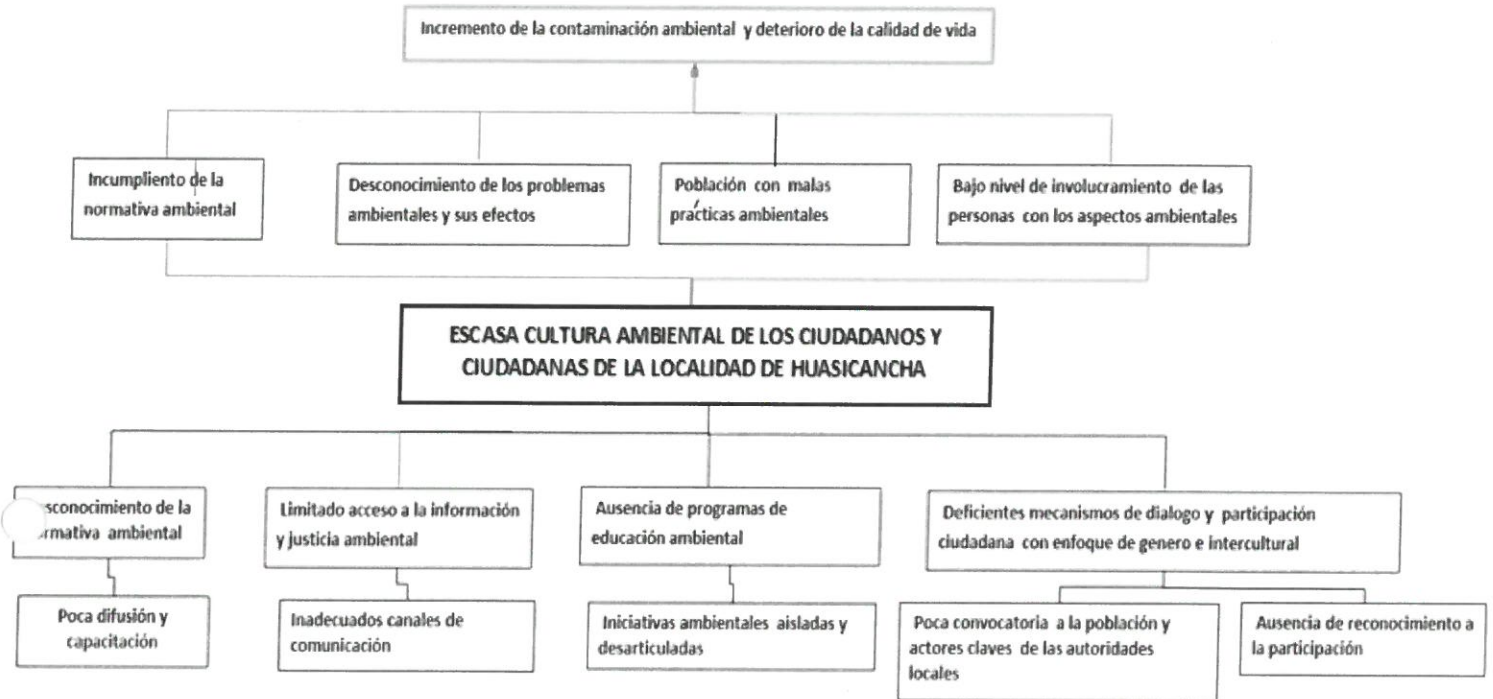 Incremento de la contaminación ambiental y deterioro de la calidad de vida
Incumpliento de la
normativa ambiental
Desconocimiento de los problemas
ambientales y sus efectos
Población con malas
prácticas ambientales
Bajo nivel de involucramiento de las
personas con los aspectos ambientales
ESCASA CULTURA AMBIENTAL DE LOS CIUDADANOS Y
CIUDADANAS DE LA LOCALIDAD DE HUASICANCHA
sconocimiento de la
rmativa ambiental
Limitado acceso a la información
y justicia ambiental
Ausencia de programas de
educación ambiental
Deficientes mecanismos de dialogo y participación
ciudadana con enfoque de genero e intercultural
Poca difusión y
capacitación
Inadecuados canales de
comunicación
Iniciativas ambientales aisladas y
desarticuladas
Poca convocatoria a la población y
actores claves de las autoridades
locales
Ausencia de reconocimiento a
la participación